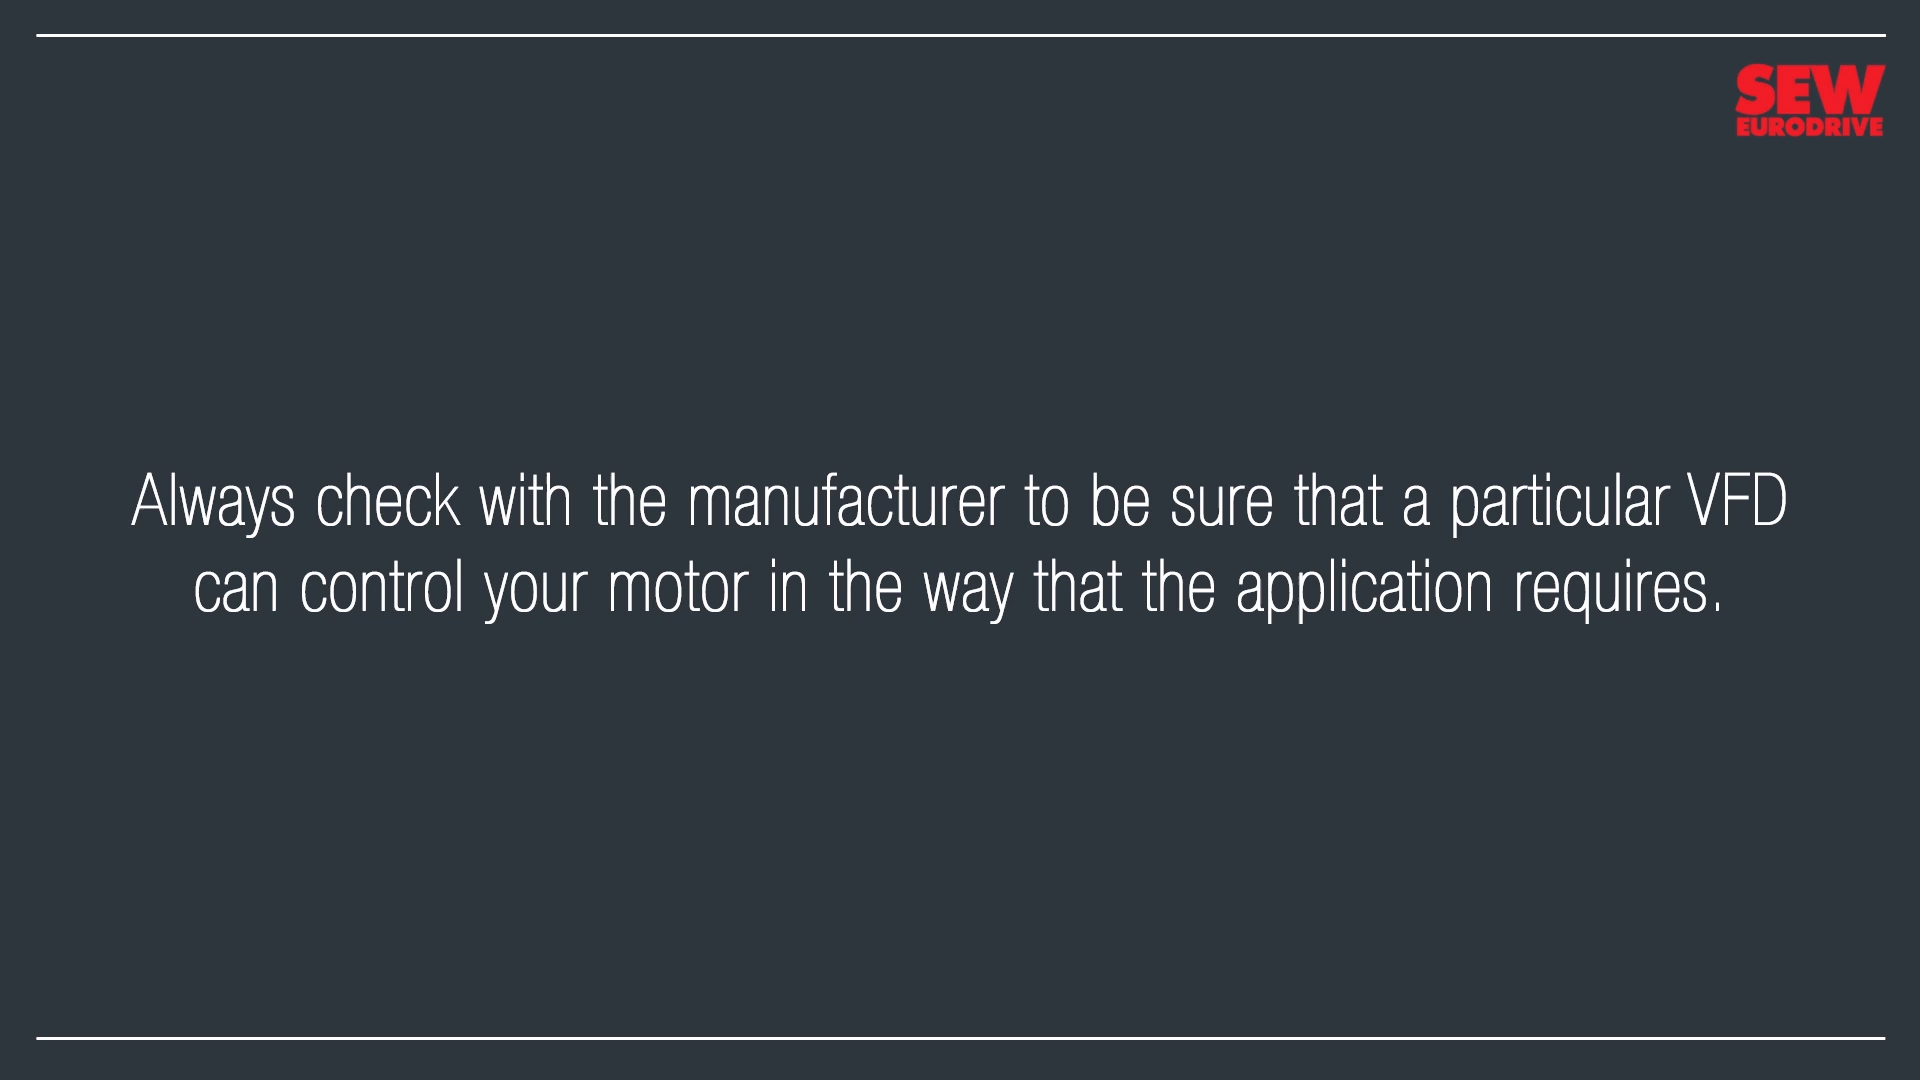 SEW
EURODRIVE
Always check with the manufacturer to be sure that a particular VFD
can control your motor in the way that the application requires.